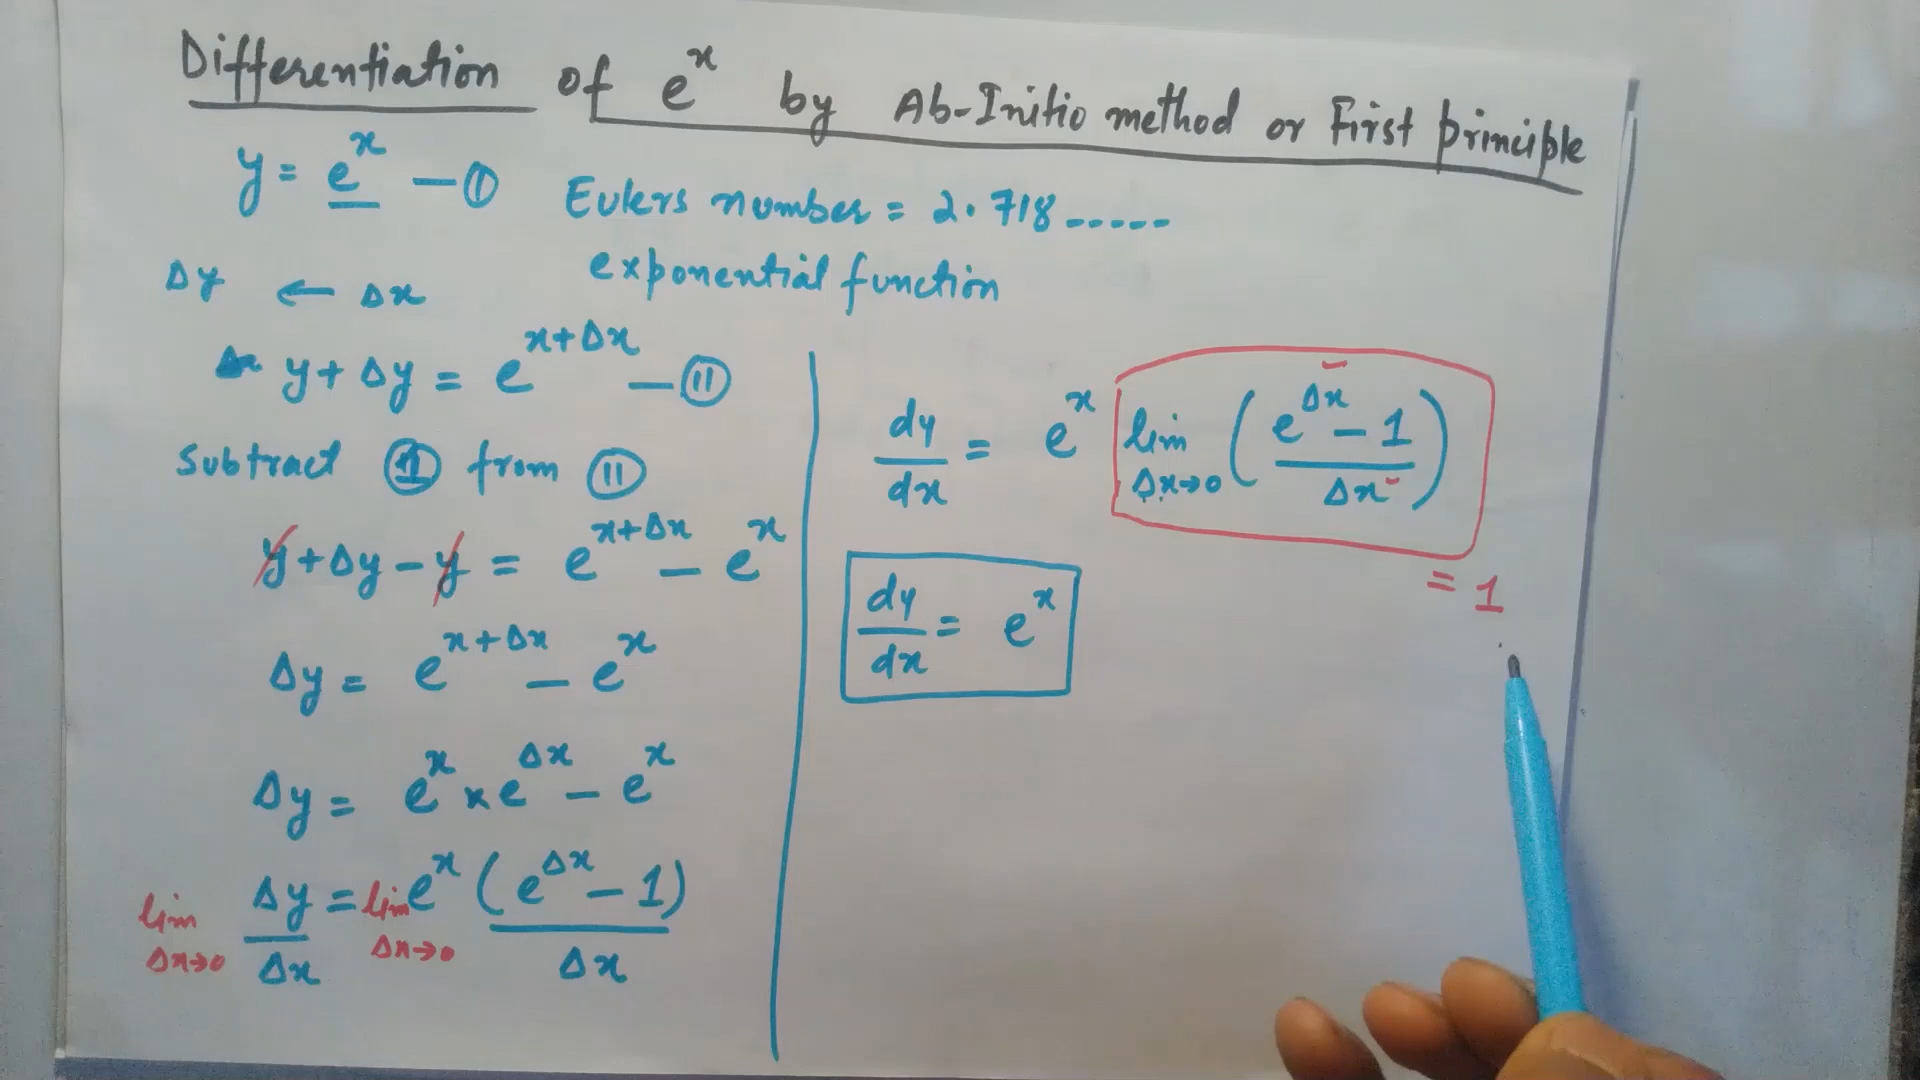 Differentiation of e^x by Ab-Initio method or First principle
y = e^x — ①
Eulers number = 2.718-----
exponential function
Δy ← Δx
y + Δy = e^(x+Δx) — ⑪
Subtract ① from ⑪
y + Δy - y = e^(x+Δx) - e^x
Δy = e^(x+Δx) - e^x
Δy = e^x × e^Δx - e^x
lim Δx→0 Δy/Δx = lim Δx→0 e^x (e^Δx - 1)/Δx
dy/dx = e^x lim Δx→0 ((e^Δx - 1)/Δx)
= 1
dy/dx = e^x